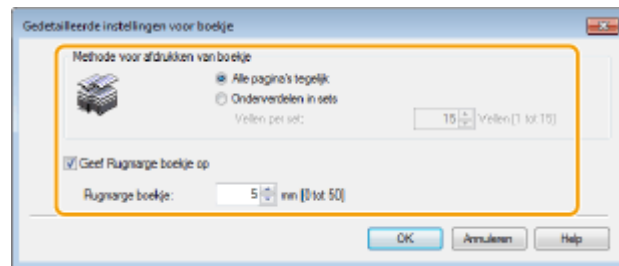 Gedetailleerde instellingen voor boekje
Methode voor afdrukken van boekje
Alle pagina's tegelijk
Onderverdelen in sets
Vellen per set: 15 Vellen [1 tot 15]
Geef Rugmarge boekje op
Rugmarge boekje: 5 mm [0 tot 50]
OK Annuleren Help